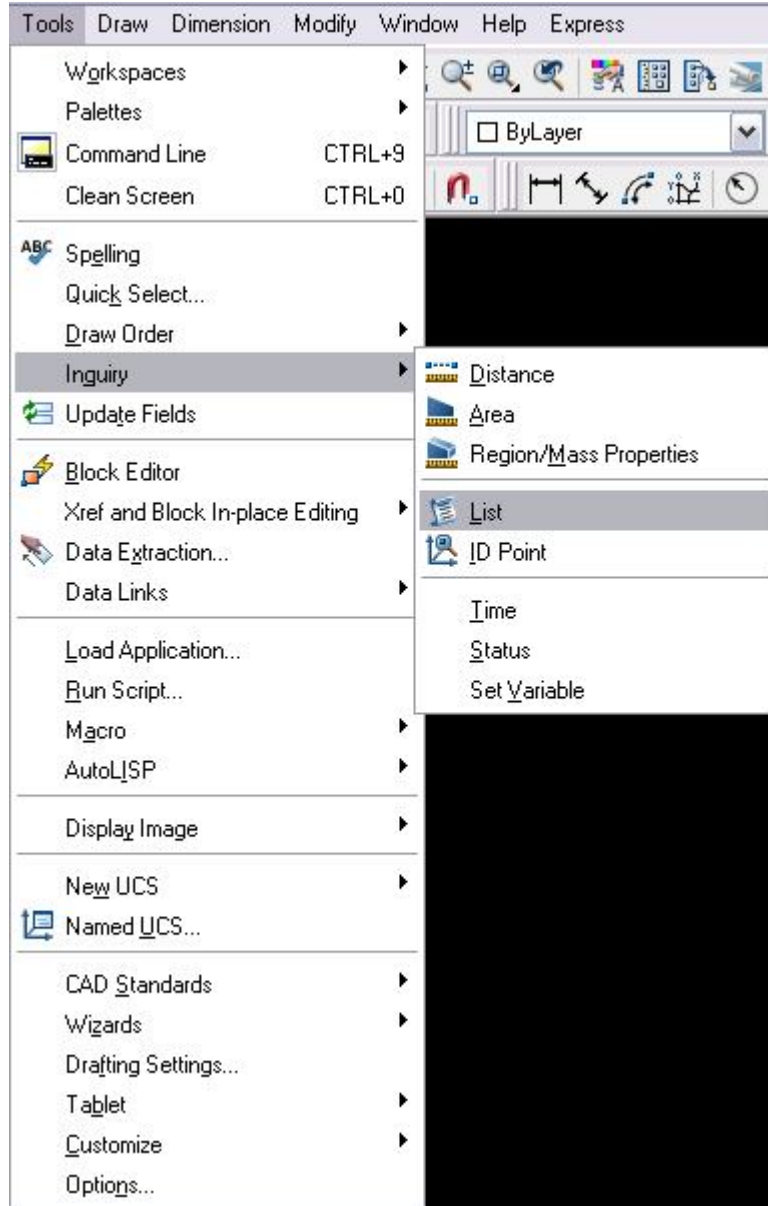 Tools Draw Dimension Modify Window Help Express
Workspaces
Palettes
ByLayer
Command Line CTRL+9
Clean Screen CTRL+0
ABC Spelling
Quick Select...
Draw Order
Inguiry
Distance
Update Fields
Area
Region/Mass Properties
Block Editor
Xref and Block In-place Editing
List
Data Extraction...
ID Point
Data Links
Time
Load Application...
Status
Run Script...
Set Variable
Macro
AutoLISP
Display Image
New UCS
Named UCS...
CAD Standards
Wizards
Drafting Settings...
Tablet
Customize
Options...